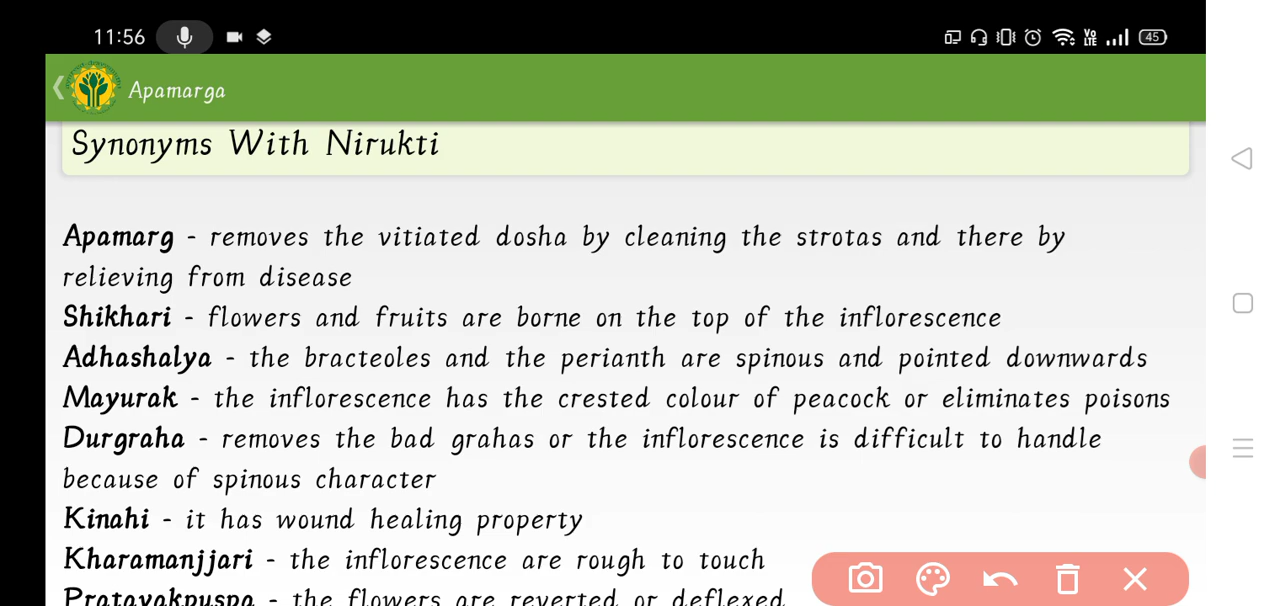 11:56
VO LTE 45
Apamarga
Synonyms With Nirukti
Apamarg - removes the vitiated dosha by cleaning the strotas and there by
relieving from disease
Shikhari - flowers and fruits are borne on the top of the inflorescence
Adhashalya - the bracteoles and the perianth are spinous and pointed downwards
Mayurak - the inflorescence has the crested colour of peacock or eliminates poisons
Durgraha - removes the bad grahas or the inflorescence is difficult to handle
because of spinous character
Kinahi - it has wound healing property
Kharamanjjari - the inflorescence are rough to touch
Pratayakpuspa - the flowers are reverted or deflexed